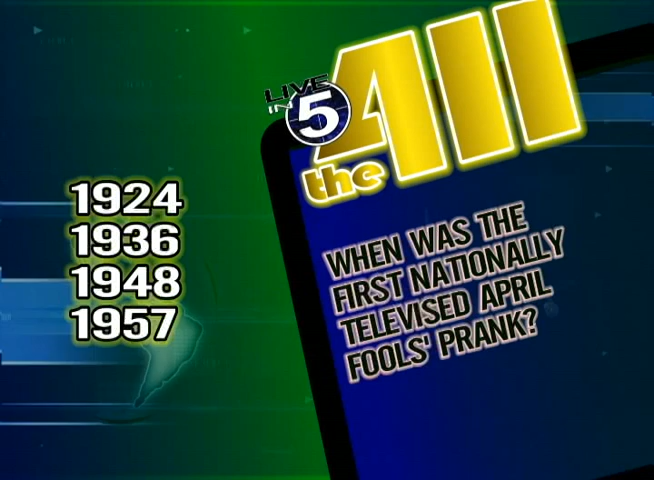 LIVE
IN 5
the 411
1924
1936
1948
1957
WHEN WAS THE
FIRST NATIONALLY
TELEVISED APRIL
FOOLS' PRANK?